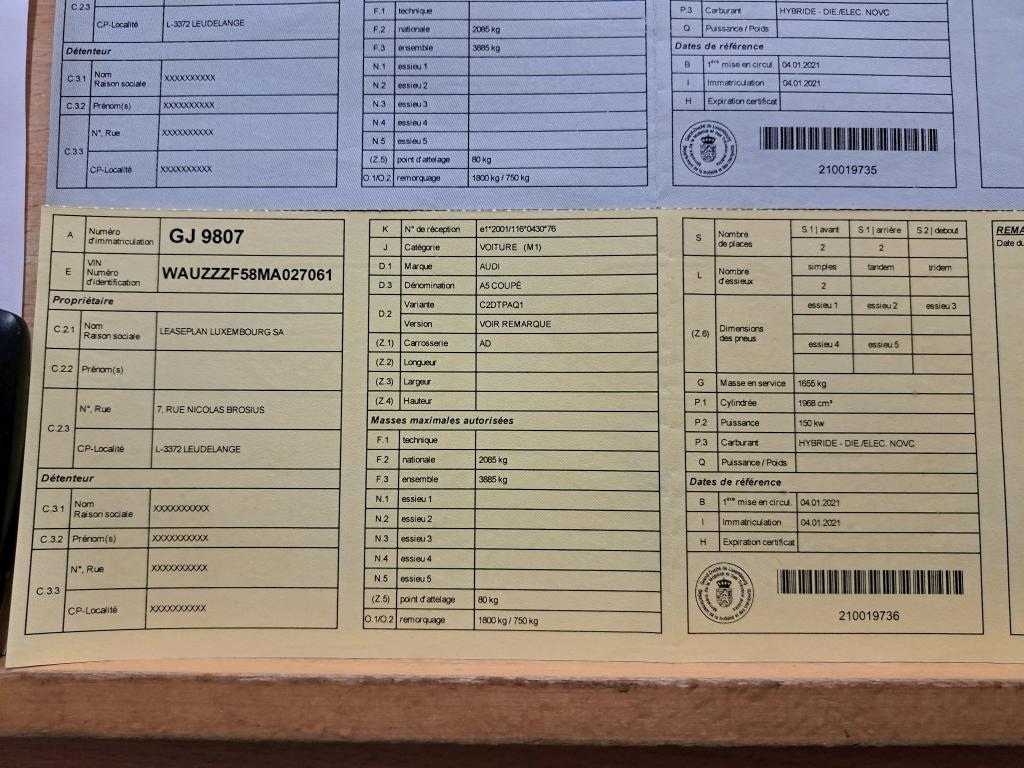 C.2.3
CP-Localité
L-3372 LEUDELANGE
Détenteur
C.3.1 Nom
Raison sociale
XXXXXXXXXX
C.3.2 Prénom(s) XXXXXXXXXX
C.3.3
N°, Rue XXXXXXXXXX
CP-Localité XXXXXXXXXX
F.1 technique
F.2 nationale 2085 kg
F.3 ensemble 3885 kg
N.1 essieu 1
N.2 essieu 2
N.3 essieu 3
N.4 essieu 4
N.5 essieu 5
(Z.5) point d'attelage 80 kg
O.1/O.2 remorquage 1800 kg / 750 kg
P.3 Carburant HYBRIDE - DIE./ELEC. NOVC
Q Puissance / Poids
Dates de référence
B 1ère mise en circul. 04.01.2021
I Immatriculation 04.01.2021
H Expiration certificat
210019735
A Numéro
d'immatriculation
GJ 9807
E VIN
Numéro
d'identification
WAUZZZF58MA027061
Propriétaire
C.2.1 Nom
Raison sociale
LEASEPLAN LUXEMBOURG SA
C.2.2 Prénom(s)
C.2.3
N°, Rue 7, RUE NICOLAS BROSIUS
CP-Localité L-3372 LEUDELANGE
Détenteur
C.3.1 Nom
Raison sociale
XXXXXXXXXX
C.3.2 Prénom(s) XXXXXXXXXX
C.3.3
N°, Rue XXXXXXXXXX
CP-Localité XXXXXXXXXX
K N° de réception e1*2001/116*0430*76
J Catégorie VOITURE (M1)
D.1 Marque AUDI
D.3 Dénomination A5 COUPÉ
D.2
Variante C2DTPAQ1
Version VOIR REMARQUE
(Z.1) Carrosserie AD
(Z.2) Longueur
(Z.3) Largeur
(Z.4) Hauteur
Masses maximales autorisées
F.1 technique
F.2 nationale 2085 kg
F.3 ensemble 3885 kg
N.1 essieu 1
N.2 essieu 2
N.3 essieu 3
N.4 essieu 4
N.5 essieu 5
(Z.5) point d'attelage 80 kg
O.1/O.2 remorquage 1800 kg / 750 kg
S Nombre
de places
S.1 | avant S.1 | arrière S.2 | debout
2 2
L Nombre
d'essieux
simples tandem tridem
2
(Z.6) Dimensions
des pneus
essieu 1 essieu 2 essieu 3
essieu 4 essieu 5
G Masse en service 1655 kg
P.1 Cylindrée 1968 cm³
P.2 Puissance 150 kw
P.3 Carburant HYBRIDE - DIE./ELEC. NOVC
Q Puissance / Poids
Dates de référence
B 1ère mise en circul. 04.01.2021
I Immatriculation 04.01.2021
H Expiration certificat
210019736
REMA
Date du